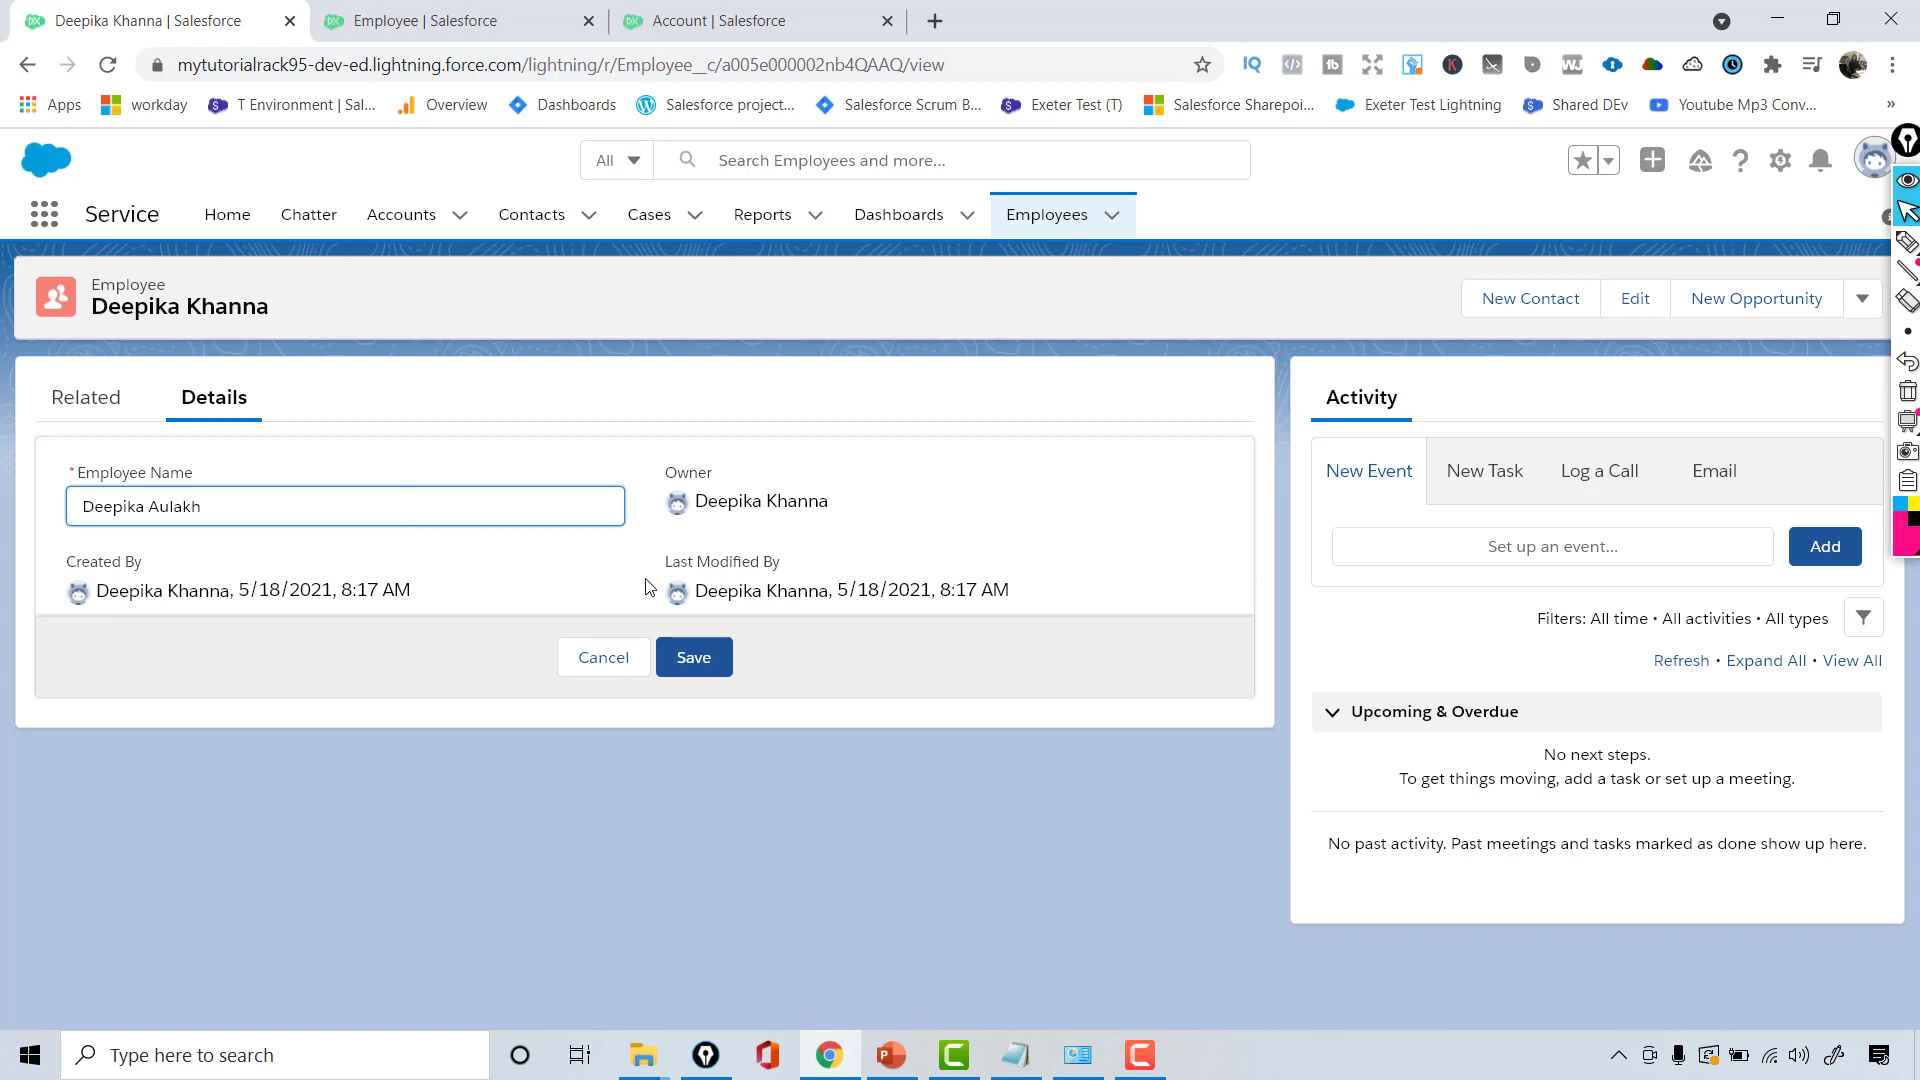 Deepika Khanna | Salesforce
Employee | Salesforce
Account | Salesforce
mytutorialrack95-dev-ed.lightning.force.com/lightning/r/Employee__c/a005e000002nb4QAAQ/view
Apps
workday
T Environment | Sal...
Overview
Dashboards
Salesforce project...
Salesforce Scrum B...
Exeter Test (T)
Salesforce Sharepoi...
Exeter Test Lightning
Shared DEv
Youtube Mp3 Conv...
»
All
Search Employees and more...
Service
Home
Chatter
Accounts
Contacts
Cases
Reports
Dashboards
Employees
Employee
Deepika Khanna
New Contact
Edit
New Opportunity
Related
Details
Activity
*Employee Name
Deepika Aulakh
Owner
Deepika Khanna
Created By
Deepika Khanna, 5/18/2021, 8:17 AM
Last Modified By
Deepika Khanna, 5/18/2021, 8:17 AM
Cancel
Save
New Event
New Task
Log a Call
Email
Set up an event...
Add
Filters: All time • All activities • All types
Refresh • Expand All • View All
Upcoming & Overdue
No next steps.
To get things moving, add a task or set up a meeting.
No past activity. Past meetings and tasks marked as done show up here.
Type here to search